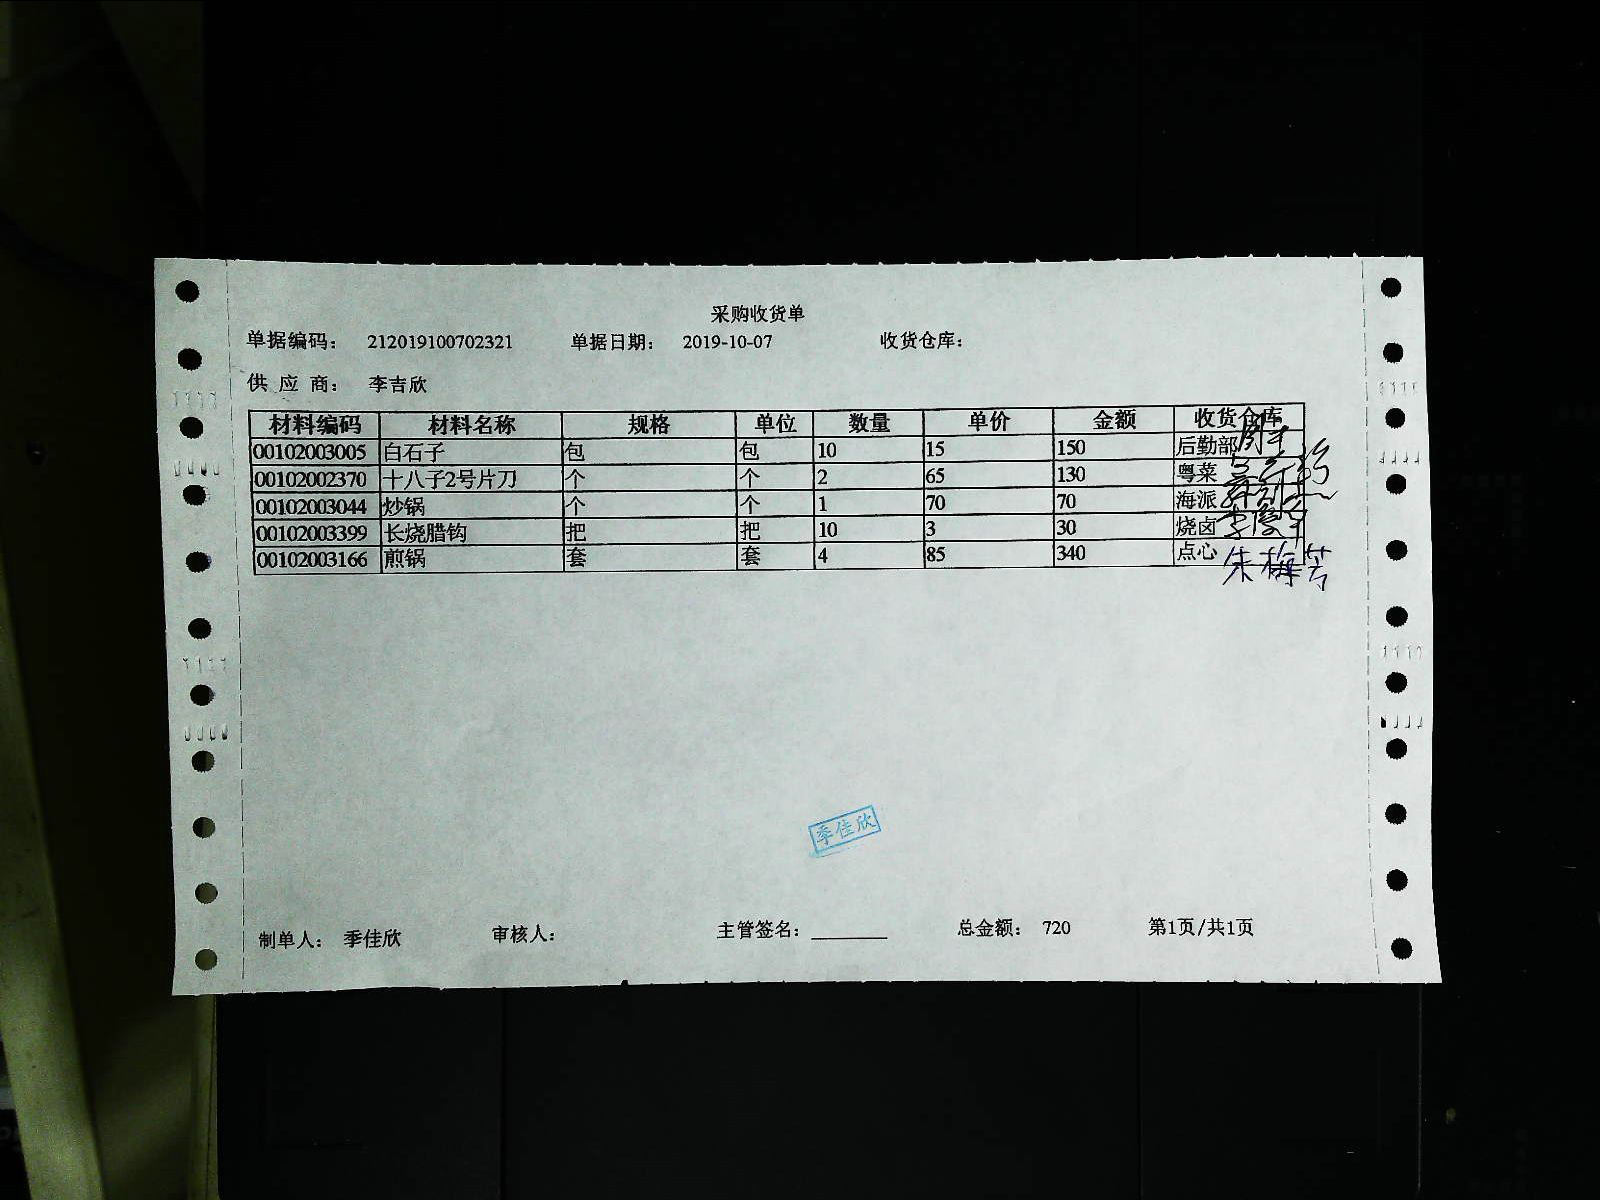 采购收货单
单据编码： 212019100702321 单据日期： 2019-10-07 收货仓库：
供 应 商： 李吉欣
材料编码 材料名称 规格 单位 数量 单价 金额 收货仓库
00102003005 白石子 包 包 10 15 150 后勤部
00102002370 十八子2号片刀 个 个 2 65 130 粤菜
00102003044 炒锅 个 个 1 70 70 海派
00102003399 长烧腊钩 把 把 10 3 30 烧卤
00102003166 煎锅 套 套 4 85 340 点心 朱梅芳
季佳欣
制单人： 季佳欣 审核人： 主管签名： 总金额： 720 第1页/共1页